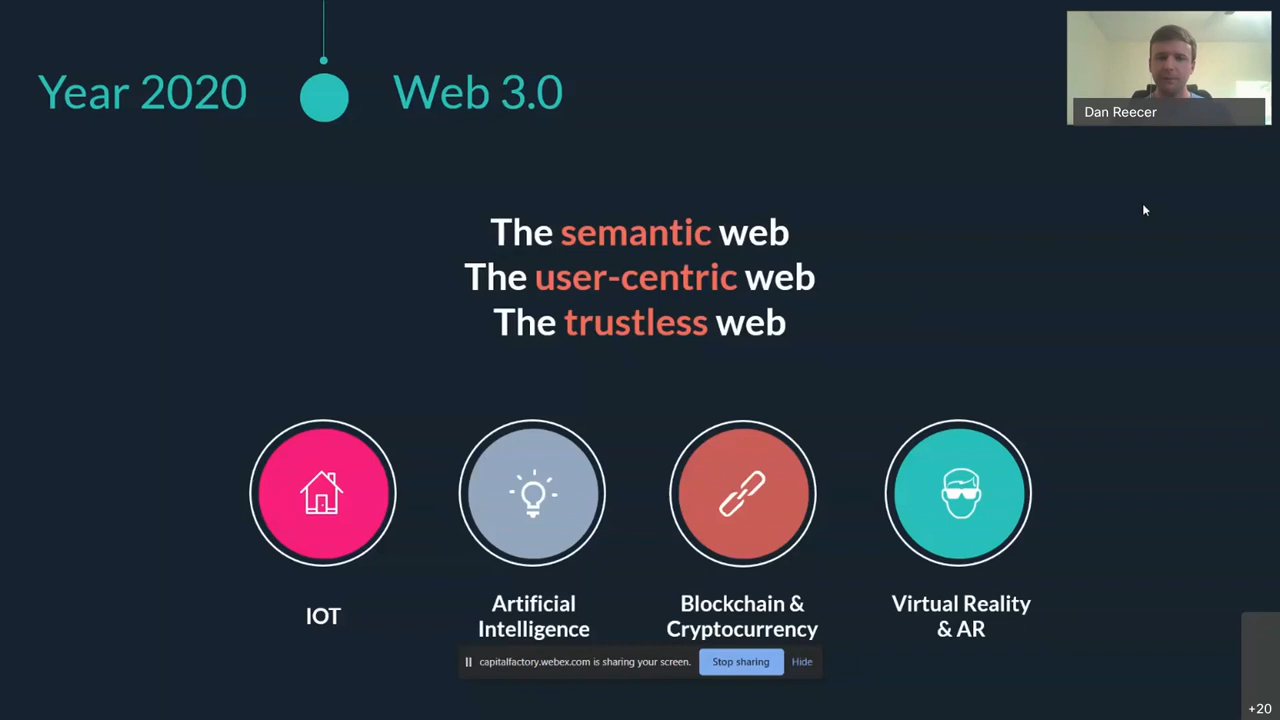 Year 2020
Web 3.0
Dan Reecer
The semantic web
The user-centric web
The trustless web
IOT
Artificial
Intelligence
Blockchain &
Cryptocurrency
Virtual Reality
& AR
capitalfactory.webex.com is sharing your screen.
Stop sharing
Hide
+20